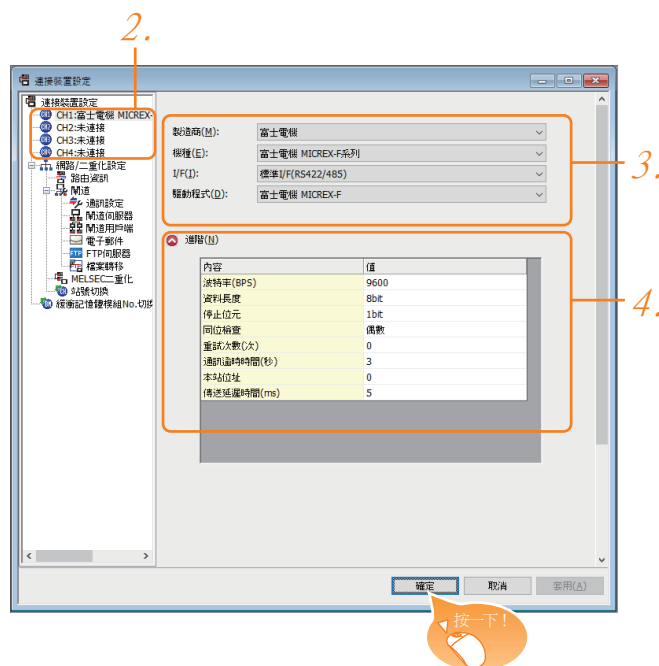 2.
連接裝置設定
連接裝置設定
CH1:富士電機 MICREX-
CH2:未連接
CH3:未連接
CH4:未連接
網路/二重化設定
路由資訊
閘道
通訊設定
閘道伺服器
閘道用戶端
電子郵件
FTP伺服器
檔案轉移
MELSEC二重化
站號切換
緩衝記憶體模組No.切換
製造商(M): 富士電機
機種(E): 富士電機 MICREX-F系列
I/F(I): 標準I/F(RS422/485)
驅動程式(D): 富士電機 MICREX-F
3.
進階(N)
內容 值
波特率(BPS) 9600
資料長度 8bit
停止位元 1bit
同位檢查 偶數
重試次數(次) 0
通訊逾時時間(秒) 3
本站位址 0
傳送延遲時間(ms) 5
4.
確定 取消 套用(A)
按一下!